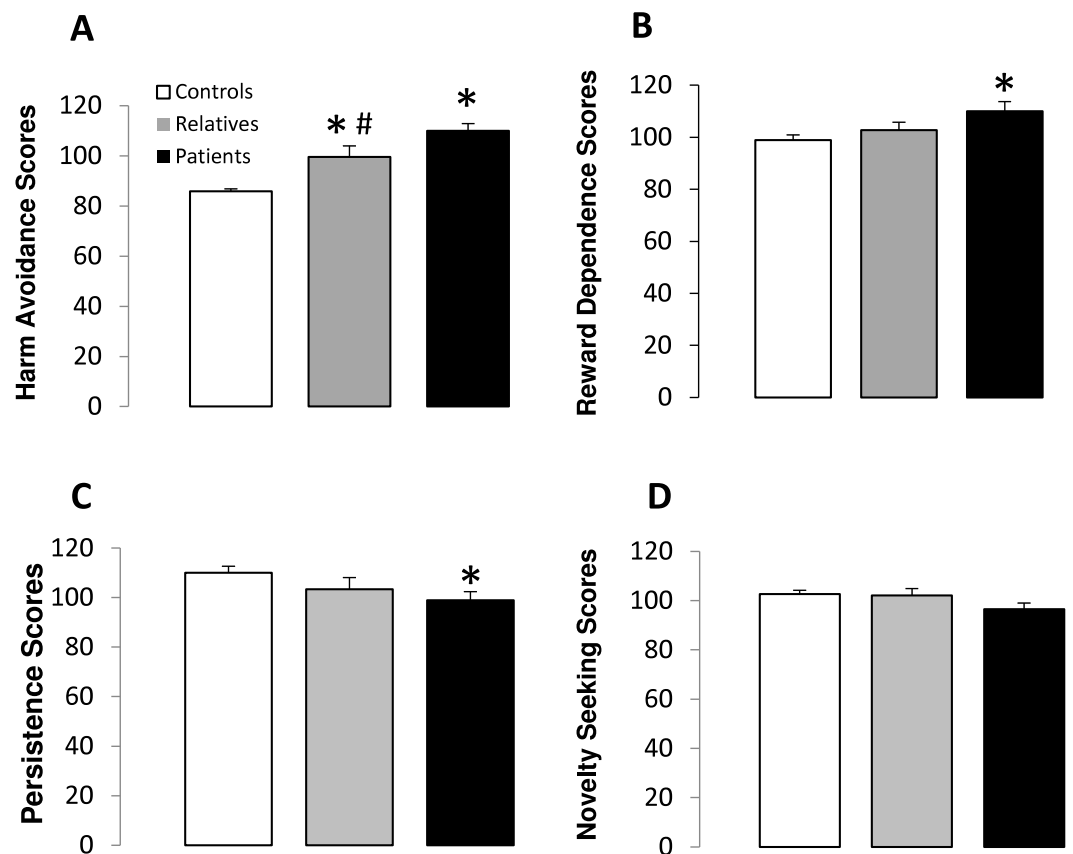 A
Harm Avoidance Scores
120
100
80
60
40
20
0
Controls
Relatives
Patients
* #
*
B
Reward Dependence Scores
120
100
80
60
40
20
0
*
C
Persistence Scores
120
100
80
60
40
20
0
*
D
Novelty Seeking Scores
120
100
80
60
40
20
0